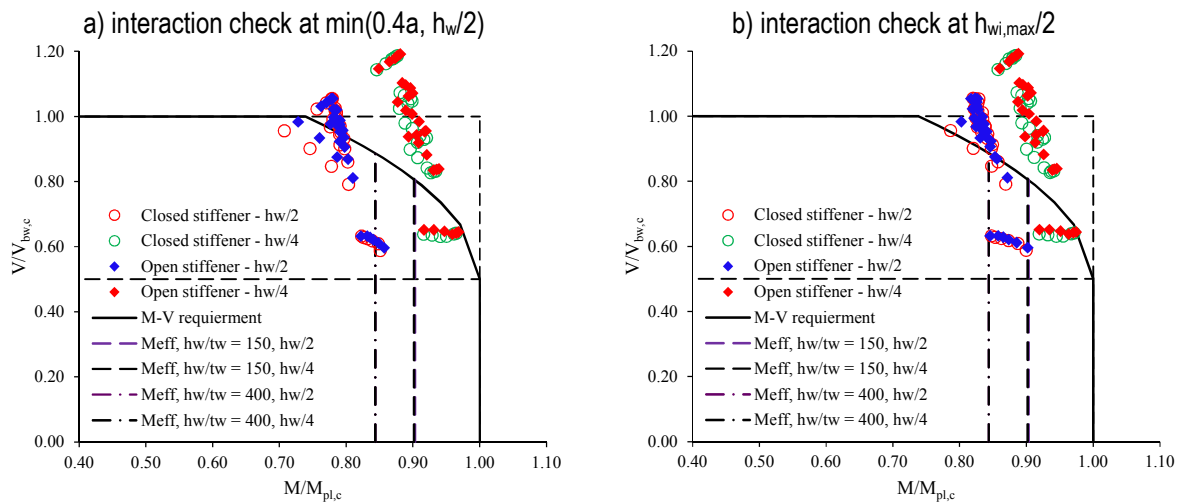 a) interaction check at min(0.4a, hw/2)
1.20
1.00
0.80
0.60
0.40
0.20
0.00
V/Vbw,c
Closed stiffener - hw/2
Closed stiffener - hw/4
Open stiffener - hw/2
Open stiffener - hw/4
M-V requierment
Meff, hw/tw = 150, hw/2
Meff, hw/tw = 150, hw/4
Meff, hw/tw = 400, hw/2
Meff, hw/tw = 400, hw/4
0.40 0.50 0.60 0.70 0.80 0.90 1.00 1.10
M/Mpl,c
b) interaction check at hwi,max/2
1.20
1.00
0.80
0.60
0.40
0.20
0.00
V/Vbw,c
Closed stiffener - hw/2
Closed stiffener - hw/4
Open stiffener - hw/2
Open stiffener - hw/4
M-V requierment
Meff, hw/tw = 150, hw/2
Meff, hw/tw = 150, hw/4
Meff, hw/tw = 400, hw/2
Meff, hw/tw = 400, hw/4
0.40 0.50 0.60 0.70 0.80 0.90 1.00 1.10
M/Mpl,c